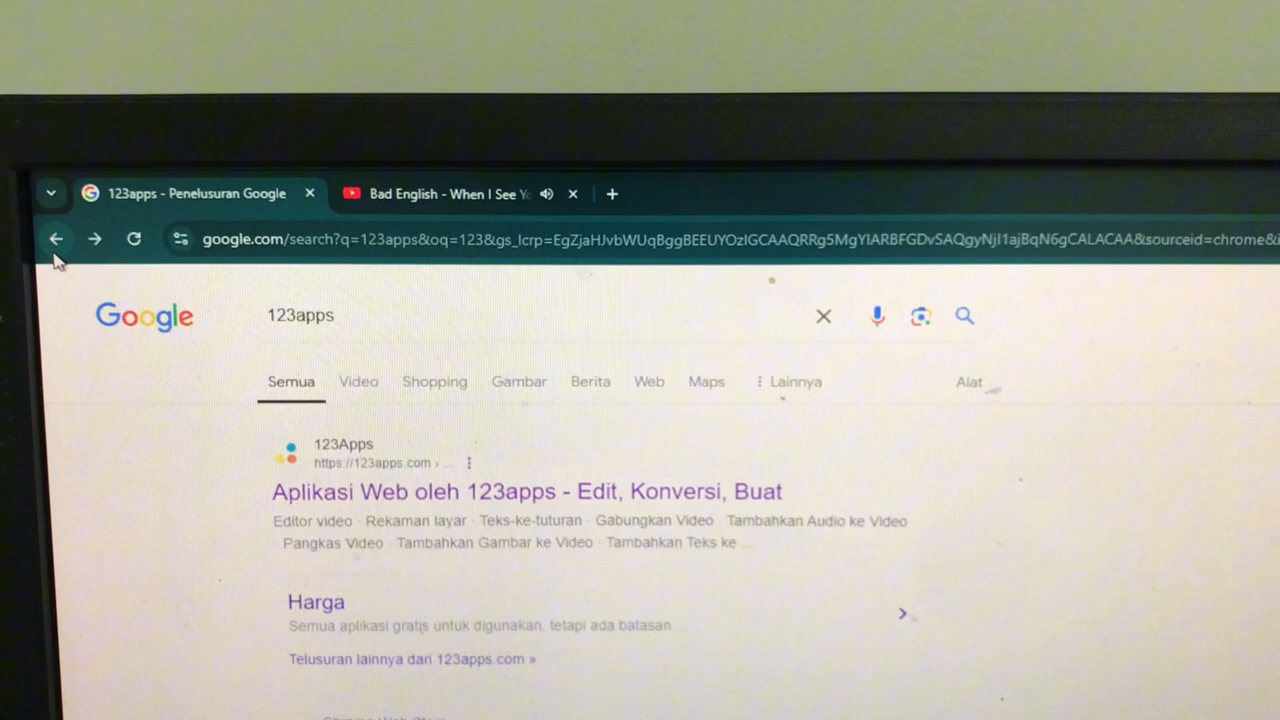 123apps - Penelusuran Google
Bad English - When I See Yo
google.com/search?q=123apps&oq=123&gs_lcrp=
Google
123apps
Semua Video Shopping Gambar Berita Web Maps Lainnya Alat
123Apps
https://123apps.com › ...
Aplikasi Web oleh 123apps - Edit, Konversi, Buat
Editor video · Rekaman layar · Teks-ke-tuturan · Gabungkan Video · Tambahkan Audio ke Video
· Pangkas Video · Tambahkan Gambar ke Video · Tambahkan Teks ke ...
Harga
Semua aplikasi gratis untuk digunakan, tetapi ada batasan ...
Telusuran lainnya dari 123apps.com »